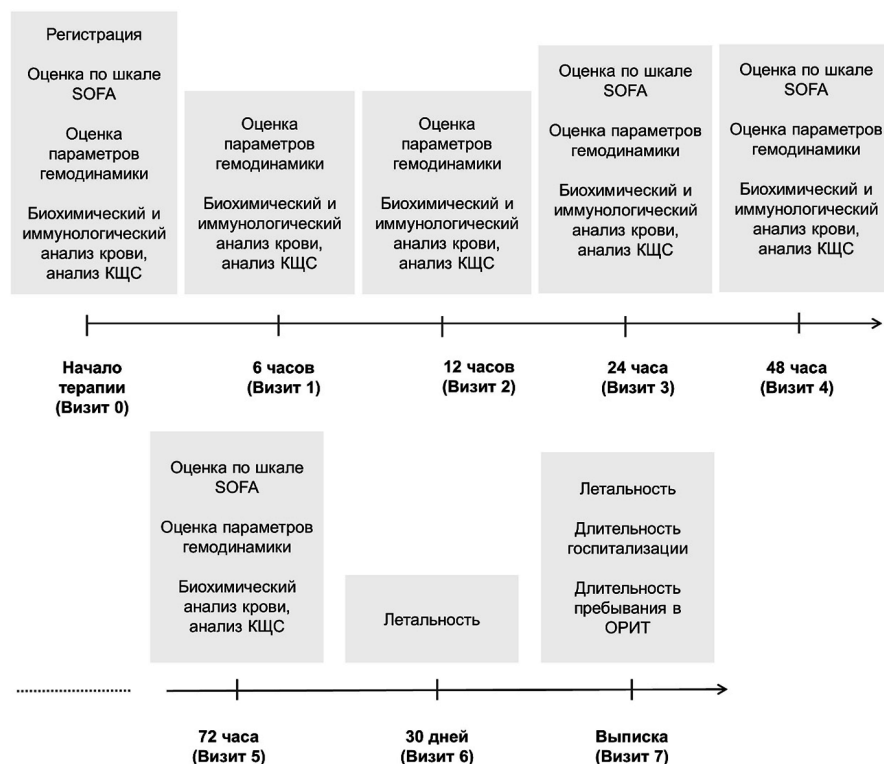 Регистрация
Оценка по шкале
SOFA
Оценка
параметров
гемодинамики
Биохимический и
иммунологический
анализ крови,
анализ КЩС
Оценка
параметров
гемодинамики
Биохимический и
иммунологический
анализ крови,
анализ КЩС
Оценка
параметров
гемодинамики
Биохимический и
иммунологический
анализ крови,
анализ КЩС
Оценка по шкале
SOFA
Оценка параметров
гемодинамики
Биохимический и
иммунологический
анализ крови,
анализ КЩС
Оценка по шкале
SOFA
Оценка параметров
гемодинамики
Биохимический и
иммунологический
анализ крови,
анализ КЩС
Начало
терапии
(Визит 0)
6 часов
(Визит 1)
12 часов
(Визит 2)
24 часа
(Визит 3)
48 часа
(Визит 4)
Оценка по шкале
SOFA
Оценка параметров
гемодинамики
Биохимический
анализ крови,
анализ КЩС
Летальность
Летальность
Длительность
госпитализации
Длительность
пребывания в
ОРИТ
72 часа
(Визит 5)
30 дней
(Визит 6)
Выписка
(Визит 7)